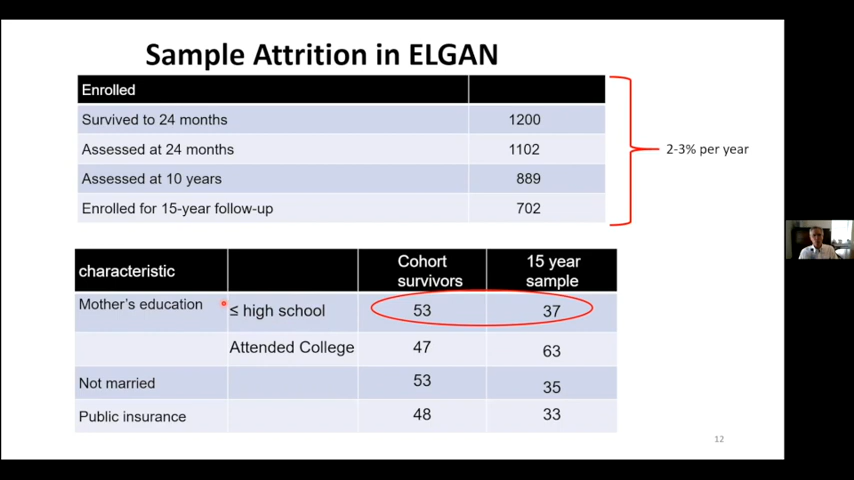 Sample Attrition in ELGAN
Enrolled
Survived to 24 months 1200
Assessed at 24 months 1102
Assessed at 10 years 889
Enrolled for 15-year follow-up 702
2-3% per year
characteristic Cohort survivors 15 year sample
Mother's education ≤ high school 53 37
Attended College 47 63
Not married 53 35
Public insurance 48 33
12